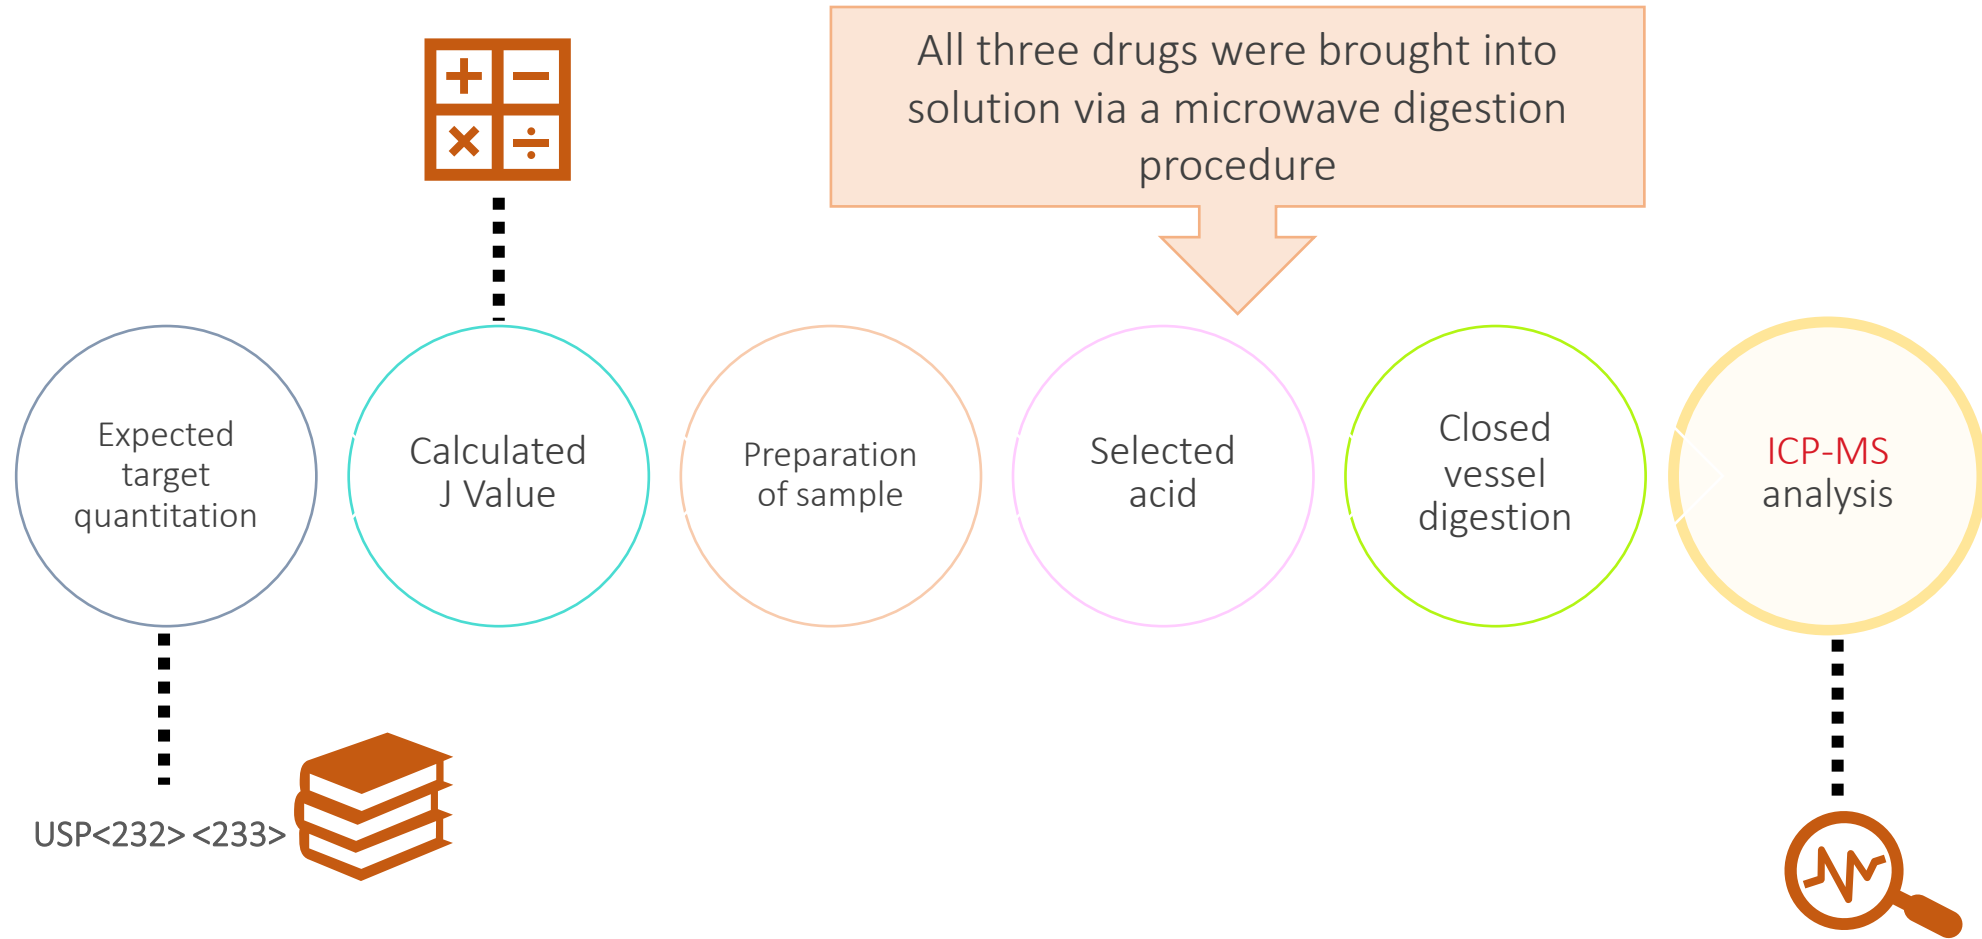 All three drugs were brought into
solution via a microwave digestion
procedure
Expected
target
quantitation
Calculated
J Value
Preparation
of sample
Selected
acid
Closed
vessel
digestion
ICP-MS
analysis
USP<232> <233>